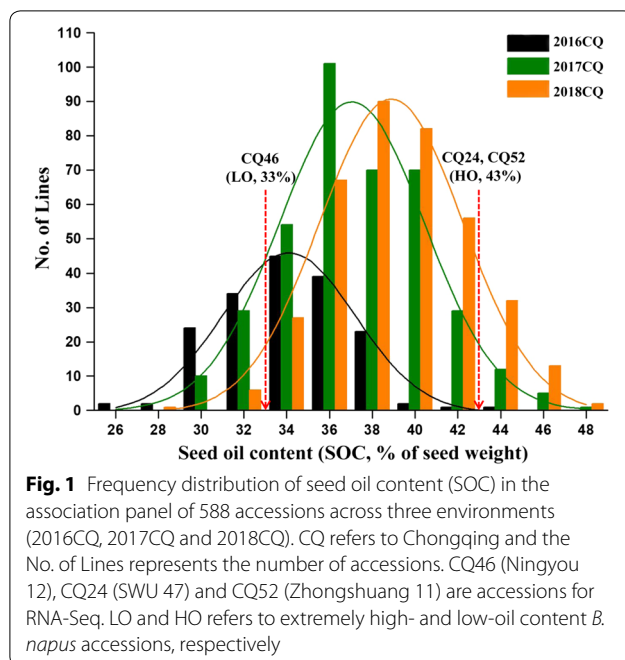 110
100
90
80
70
60
50
40
30
20
10
0
No. of Lines
2016CQ
2017CQ
2018CQ
CQ46
(LO, 33%)
CQ24, CQ52
(HO, 43%)
26 28 30 32 34 36 38 40 42 44 46 48
Seed oil content (SOC, % of seed weight)
Fig. 1 Frequency distribution of seed oil content (SOC) in the
association panel of 588 accessions across three environments
(2016CQ, 2017CQ and 2018CQ). CQ refers to Chongqing and the
No. of Lines represents the number of accessions. CQ46 (Ningyou
12), CQ24 (SWU 47) and CQ52 (Zhongshuang 11) are accessions for
RNA-Seq. LO and HO refers to extremely high- and low-oil content B.
napus accessions, respectively